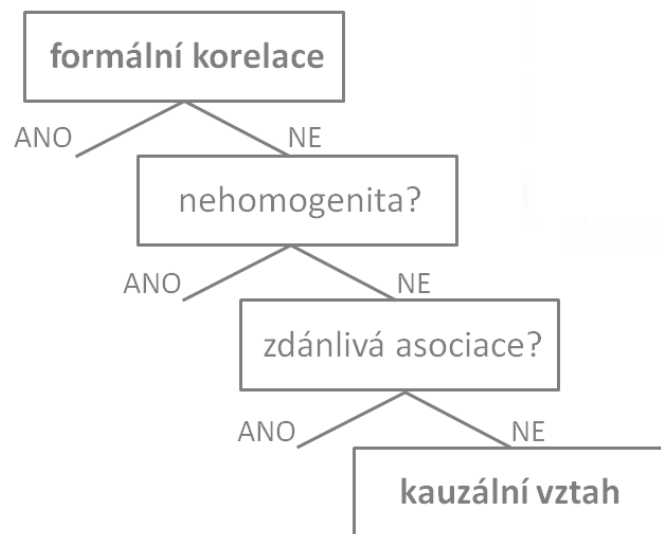 formální korelace
ANO
NE
nehomogenita?
ANO
NE
zdánlivá asociace?
ANO
NE
kauzální vztah